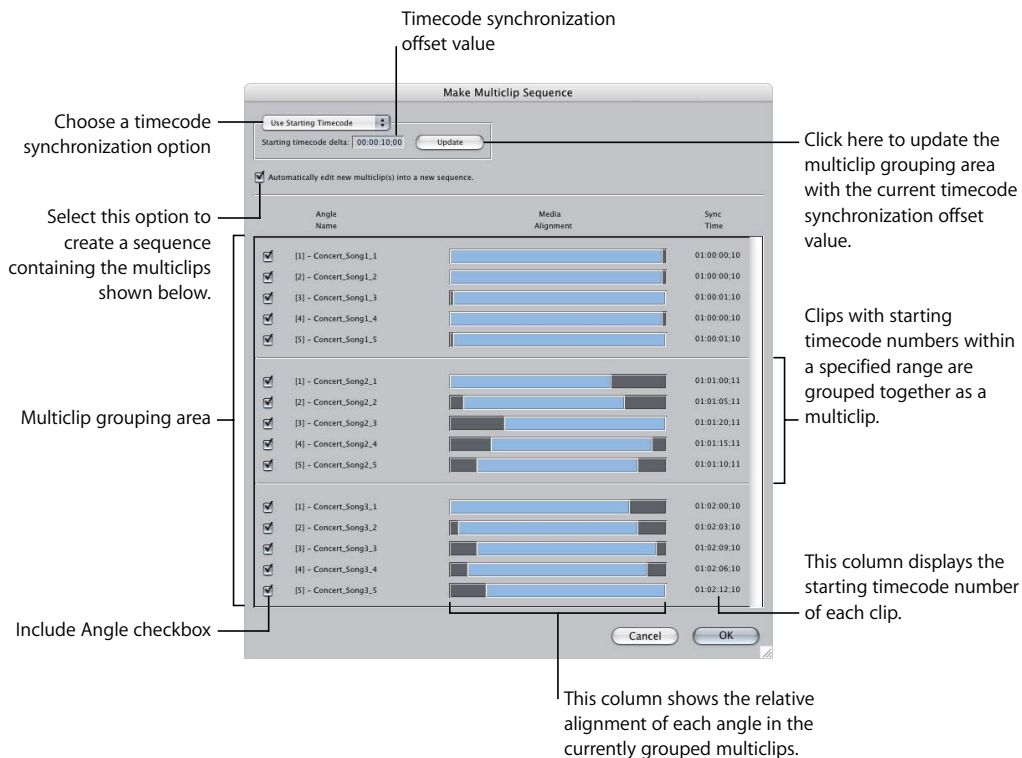 Timecode synchronization
offset value
Make Multiclip Sequence
Choose a timecode
synchronization option
Use Starting Timecode
Starting timecode delta: 00:00:10;00 Update
Click here to update the
multiclip grouping area
with the current timecode
synchronization offset
value.
Automatically edit new multiclip(s) into a new sequence.
Select this option to
create a sequence
containing the multiclips
shown below.
Angle
Name
Media
Alignment
Sync
Time
[1] – Concert_Song1_1 01:00:00;10
[2] – Concert_Song1_2 01:00:00;10
[3] – Concert_Song1_3 01:00:01;10
[4] – Concert_Song1_4 01:00:00;10
[5] – Concert_Song1_5 01:00:01;10
Clips with starting
timecode numbers within
a specified range are
grouped together as a
multiclip.
Multiclip grouping area
[1] – Concert_Song2_1 01:01:00;11
[2] – Concert_Song2_2 01:01:05;11
[3] – Concert_Song2_3 01:01:20;11
[4] – Concert_Song2_4 01:01:15;11
[5] – Concert_Song2_5 01:01:10;11
[1] – Concert_Song3_1 01:02:00;10
[2] – Concert_Song3_2 01:02:03;10
[3] – Concert_Song3_3 01:02:09;10
[4] – Concert_Song3_4 01:02:06;10
[5] – Concert_Song3_5 01:02:12;10
This column displays the
starting timecode number
of each clip.
Include Angle checkbox
Cancel OK
This column shows the relative
alignment of each angle in the
currently grouped multiclips.